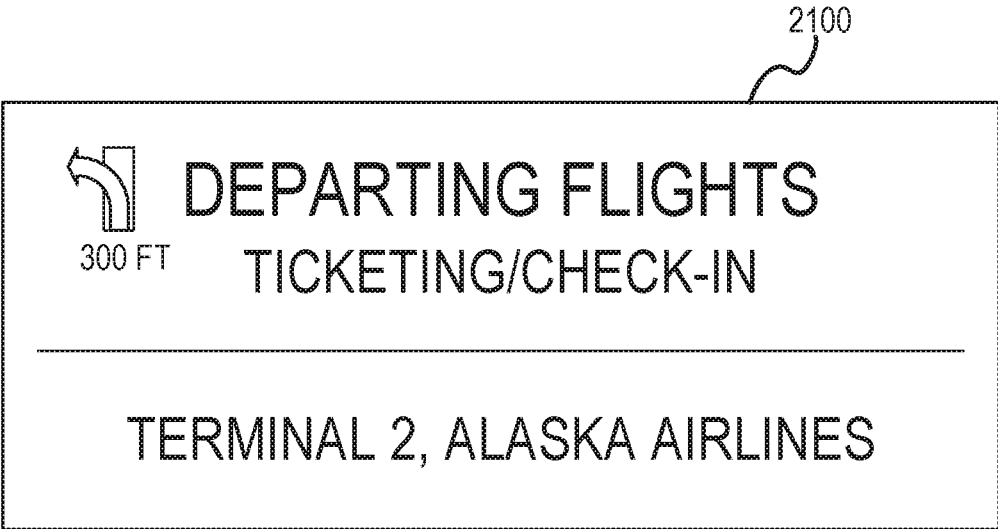 2100
DEPARTING FLIGHTS
300 FT
TICKETING/CHECK-IN
TERMINAL 2, ALASKA AIRLINES